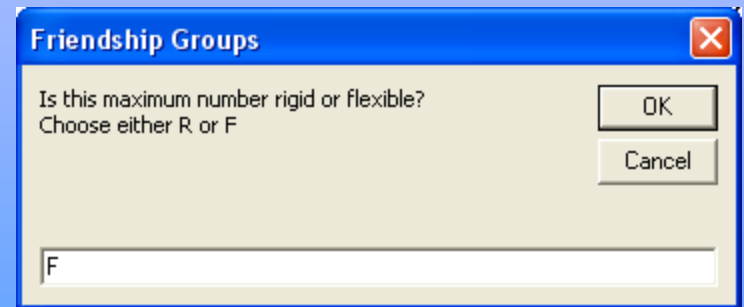 Friendship Groups
Is this maximum number rigid or flexible?
Choose either R or F
OK
Cancel
F